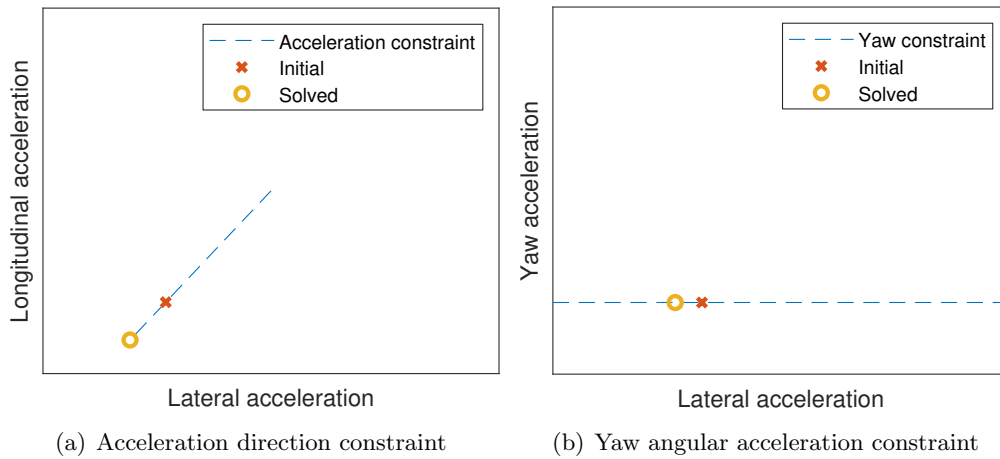 Acceleration constraint
Initial
Solved
Longitudinal acceleration
Lateral acceleration
(a) Acceleration direction constraint
Yaw constraint
Initial
Solved
Yaw acceleration
Lateral acceleration
(b) Yaw angular acceleration constraint